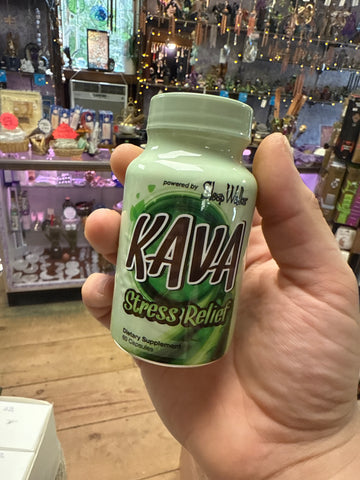 powered by Sleep Walker
KAVA
Stress Relief
Dietary Supplement
60 Capsules